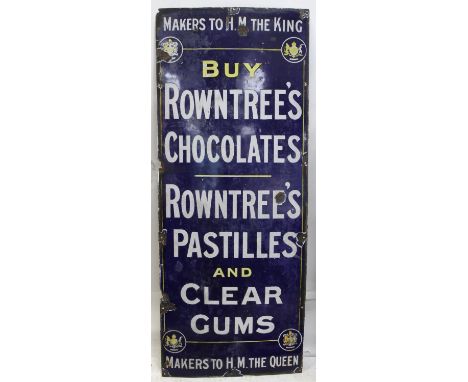 MAKERS TO H.M. THE KING
BUY
ROWNTREE'S
CHOCOLATES
ROWNTREE'S
PASTILLES
AND
CLEAR
GUMS
MAKERS TO H.M. THE QUEEN